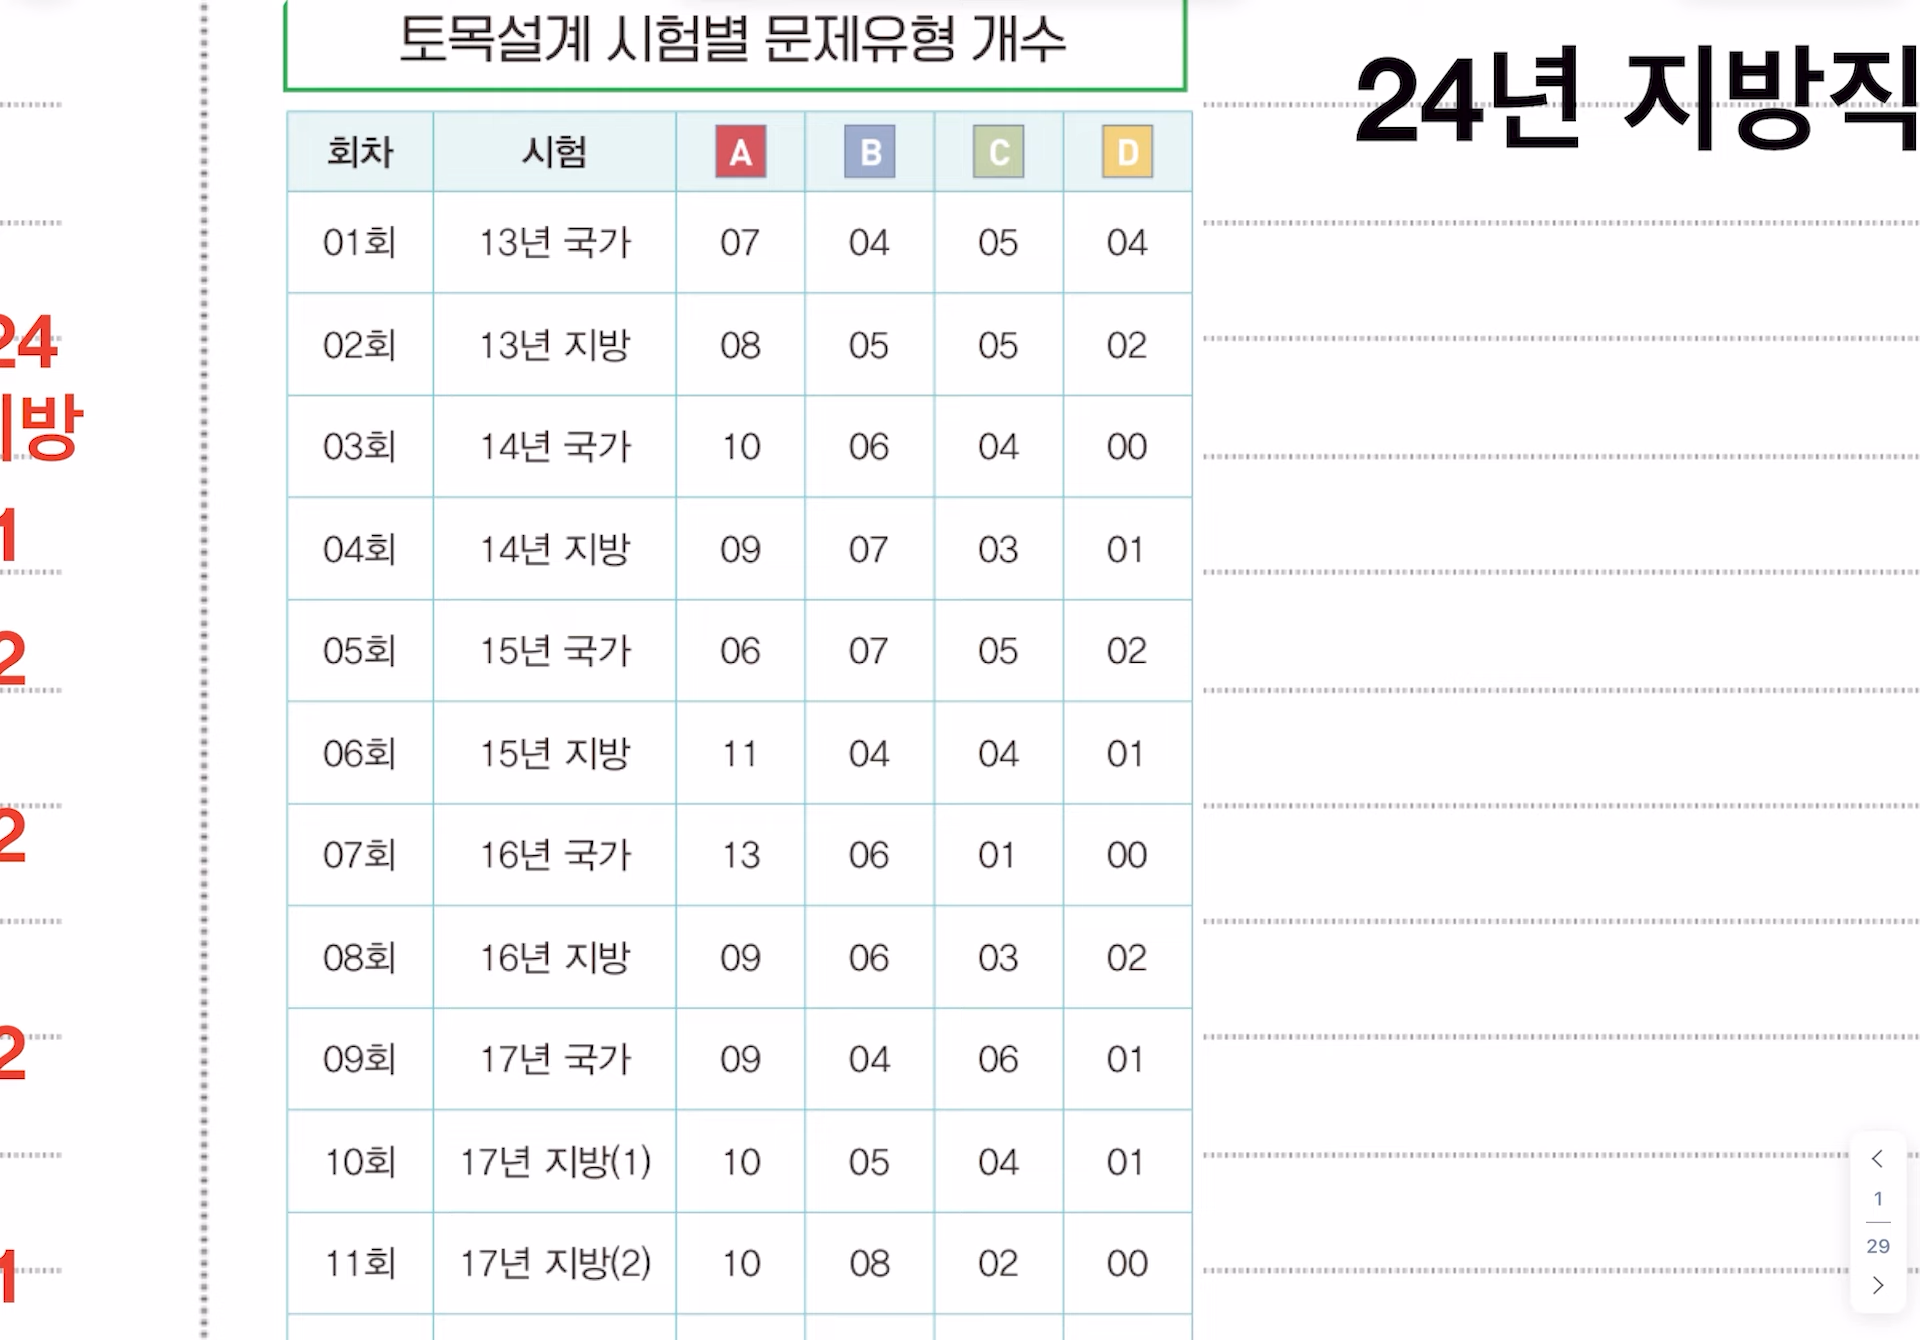 토목설계 시험별 문제유형 개수
24년 지방직
회차 시험 A B C D
01회 13년 국가 07 04 05 04
02회 13년 지방 08 05 05 02
03회 14년 국가 10 06 04 00
04회 14년 지방 09 07 03 01
05회 15년 국가 06 07 05 02
06회 15년 지방 11 04 04 01
07회 16년 국가 13 06 01 00
08회 16년 지방 09 06 03 02
09회 17년 국가 09 04 06 01
10회 17년 지방(1) 10 05 04 01
11회 17년 지방(2) 10 08 02 00
24
지방
1
2
2
2
1
1
29